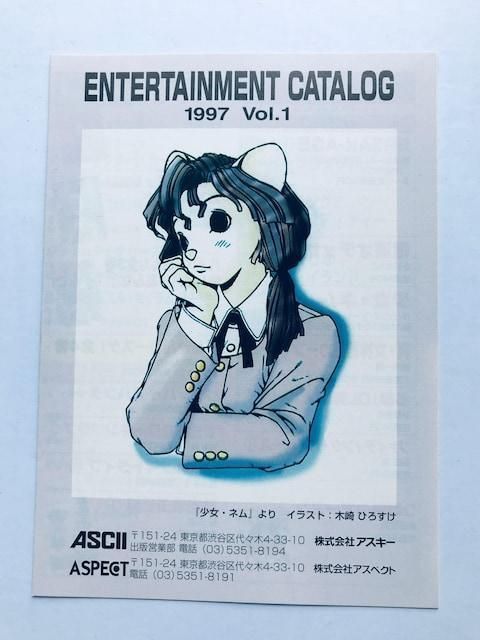 ENTERTAINMENT CATALOG
1997 Vol.1
『少女・ネム』より イラスト:木崎 ひろすけ
ASCII 〒151-24 東京都渋谷区代々木4-33-10 株式会社アスキー
出版営業部 電話 (03)5351-8194
ASPECT 〒151-24 東京都渋谷区代々木4-33-10 株式会社アスペクト
電話 (03)5351-8191